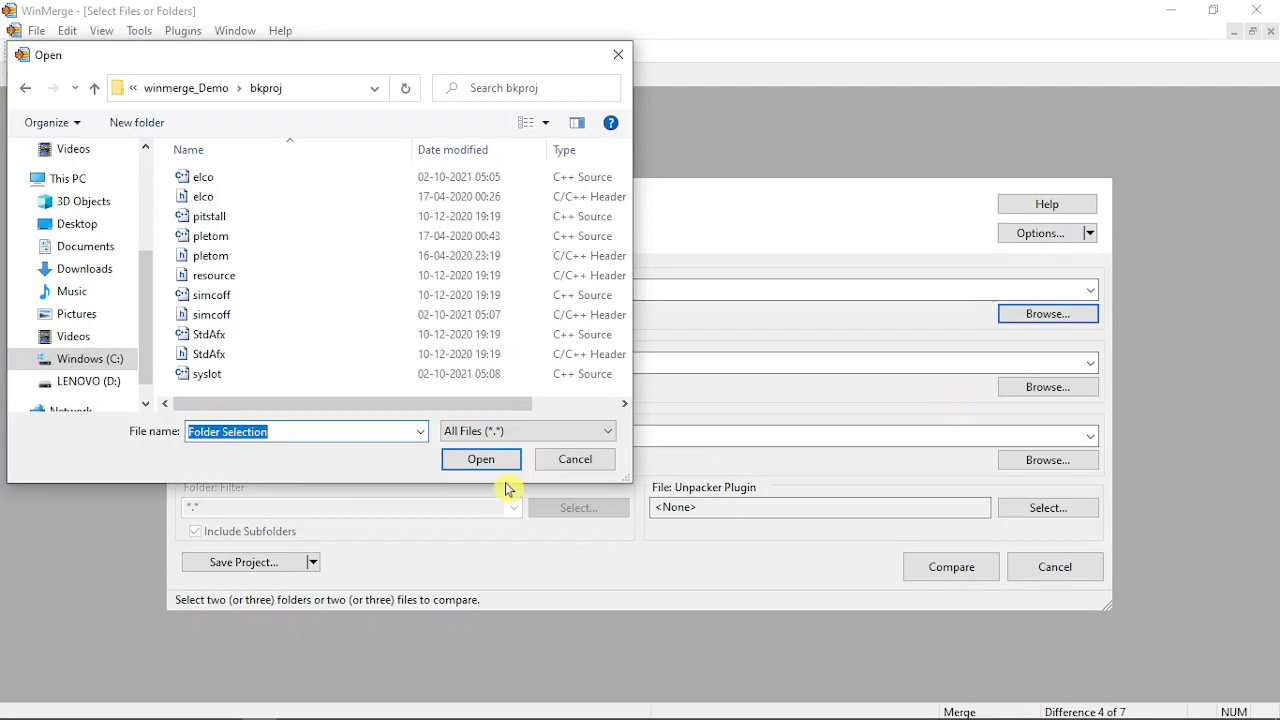 WinMerge - [Select Files or Folders]
File Edit View Tools Plugins Window Help
Open
« winmerge_Demo › bkproj
Search bkproj
Organize New folder
Name Date modified Type
elco 02-10-2021 05:05 C++ Source
elco 17-04-2020 00:26 C/C++ Header
pitstall 10-12-2020 19:19 C++ Source
pletom 17-04-2020 00:43 C++ Source
pletom 16-04-2020 23:19 C/C++ Header
resource 10-12-2020 19:19 C/C++ Header
simcoff 10-12-2020 19:19 C++ Source
simcoff 02-10-2021 05:07 C/C++ Header
StdAfx 10-12-2020 19:19 C++ Source
StdAfx 10-12-2020 19:19 C/C++ Header
syslot 02-10-2021 05:08 C++ Source
Videos
This PC
3D Objects
Desktop
Documents
Downloads
Music
Pictures
Videos
Windows (C:)
LENOVO (D:)
Network
File name: Folder Selection All Files (*.*)
Open Cancel
Help
Options...
Browse...
Browse...
Browse...
Folder: Filter
*.* Select...
Include Subfolders
File: Unpacker Plugin
<None> Select...
Save Project... Compare Cancel
Select two (or three) folders or two (or three) files to compare.
Merge Difference 4 of 7 NUM